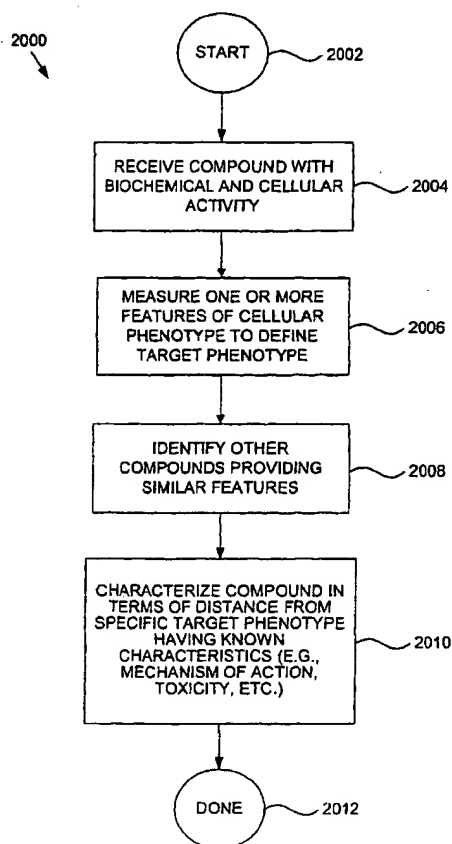 2000
START
2002
RECEIVE COMPOUND WITH
BIOCHEMICAL AND CELLULAR
ACTIVITY
2004
MEASURE ONE OR MORE
FEATURES OF CELLULAR
PHENOTYPE TO DEFINE
TARGET PHENOTYPE
2006
IDENTIFY OTHER
COMPOUNDS PROVIDING
SIMILAR FEATURES
2008
CHARACTERIZE COMPOUND IN
TERMS OF DISTANCE FROM
SPECIFIC TARGET PHENOTYPE
HAVING KNOWN
CHARACTERISTICS (E.G.,
MECHANISM OF ACTION,
TOXICITY, ETC.)
2010
DONE
2012